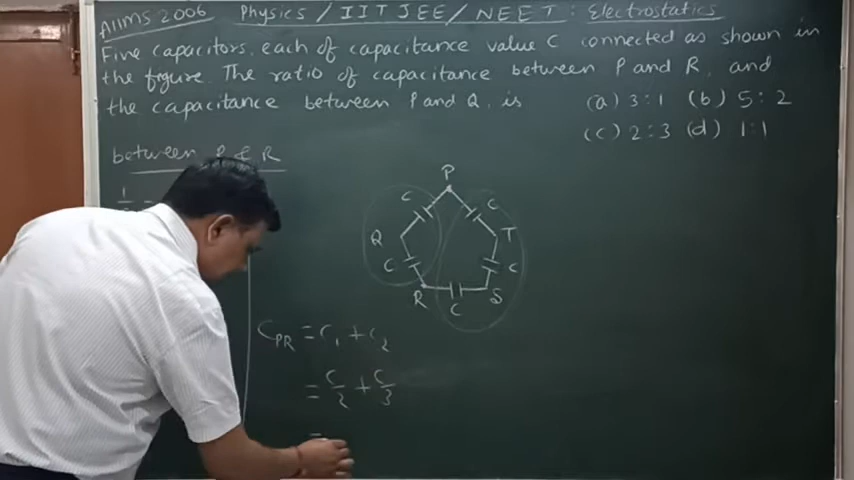 AIIMS 2006 Physics / IIT JEE / NEET : Electrostatics
Five capacitors, each of capacitance value C connected as shown in
the figure. The ratio of capacitance between P and R, and
the capacitance between P and Q, is (a) 3:1 (b) 5:2
(c) 2:3 (d) 1:1
between P & R
P
C C
Q T
C C
R S
C
C_PR = C_1 + C_2
= C/2 + C/3
=